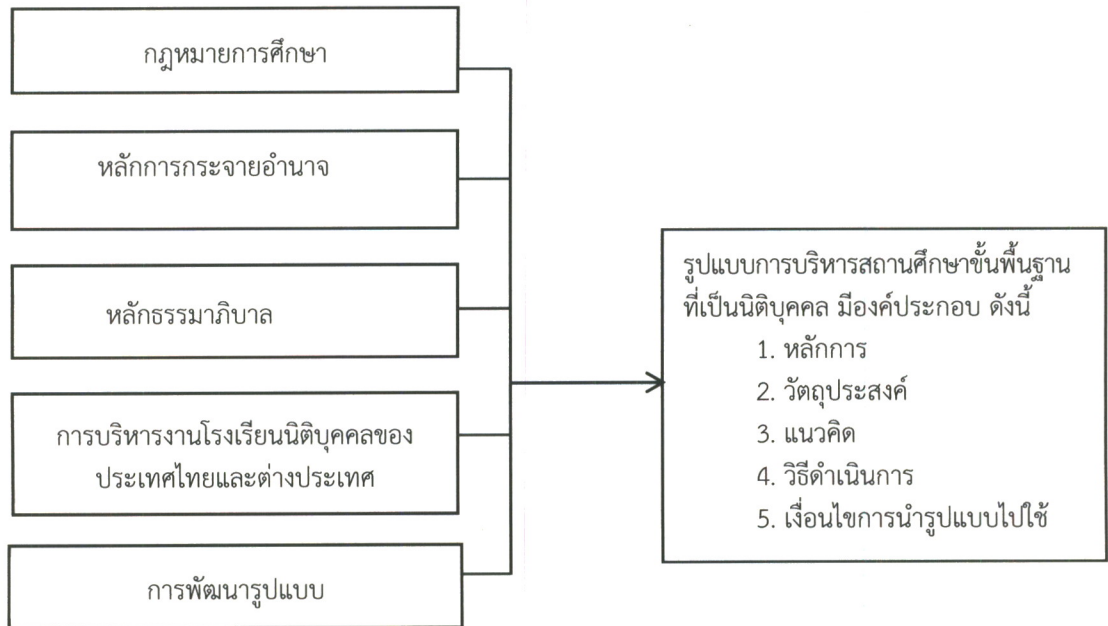 กฎหมายการศึกษา
หลักการกระจายอำนาจ
หลักธรรมาภิบาล
การบริหารงานโรงเรียนนิติบุคคลของ
ประเทศไทยและต่างประเทศ
การพัฒนารูปแบบ
รูปแบบการบริหารสถานศึกษาขั้นพื้นฐาน
ที่เป็นนิติบุคคล มีองค์ประกอบ ดังนี้
1. หลักการ
2. วัตถุประสงค์
3. แนวคิด
4. วิธีดำเนินการ
5. เงื่อนไขการนำรูปแบบไปใช้